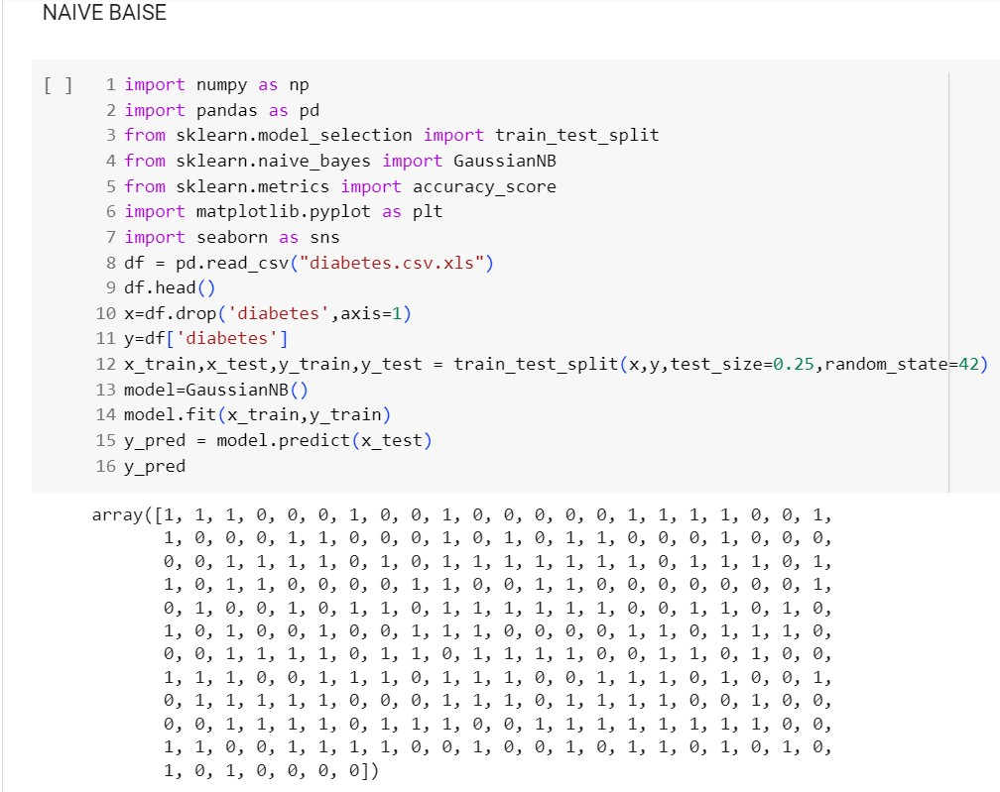 NAIVE BAISE
[ ] 1 import numpy as np
2 import pandas as pd
3 from sklearn.model_selection import train_test_split
4 from sklearn.naive_bayes import GaussianNB
5 from sklearn.metrics import accuracy_score
6 import matplotlib.pyplot as plt
7 import seaborn as sns
8 df = pd.read_csv("diabetes.csv.xls")
9 df.head()
10 x=df.drop('diabetes',axis=1)
11 y=df['diabetes']
12 x_train,x_test,y_train,y_test = train_test_split(x,y,test_size=0.25,random_state=42)
13 model=GaussianNB()
14 model.fit(x_train,y_train)
15 y_pred = model.predict(x_test)
16 y_pred
array([1, 1, 1, 0, 0, 0, 1, 0, 0, 1, 0, 0, 0, 0, 0, 1, 1, 1, 1, 0, 0, 1,
1, 0, 0, 0, 1, 1, 0, 0, 0, 1, 0, 1, 0, 1, 1, 0, 0, 0, 1, 0, 0, 0,
0, 0, 1, 1, 1, 1, 0, 1, 0, 1, 1, 1, 1, 1, 1, 1, 0, 1, 1, 1, 0, 1,
1, 0, 1, 1, 0, 0, 0, 0, 1, 1, 0, 0, 1, 1, 0, 0, 0, 0, 0, 0, 0, 1,
0, 1, 0, 0, 1, 0, 1, 1, 0, 1, 1, 1, 1, 1, 1, 1, 0, 0, 1, 1, 0, 1, 0,
1, 0, 1, 0, 0, 1, 0, 0, 1, 1, 1, 0, 0, 0, 0, 1, 1, 0, 1, 1, 1, 0,
0, 0, 1, 1, 1, 1, 0, 1, 1, 0, 1, 1, 1, 1, 0, 0, 1, 1, 0, 1, 0, 0,
1, 1, 1, 0, 0, 1, 1, 1, 0, 1, 1, 1, 0, 0, 1, 1, 1, 0, 1, 0, 0, 1,
0, 1, 1, 1, 1, 1, 0, 0, 0, 1, 1, 1, 0, 1, 1, 1, 1, 0, 0, 1, 0, 0,
0, 0, 1, 1, 1, 1, 0, 1, 1, 1, 0, 0, 1, 1, 1, 1, 1, 1, 1, 1, 0, 0,
1, 1, 0, 0, 1, 1, 1, 1, 0, 0, 1, 0, 0, 1, 0, 1, 1, 0, 1, 0, 1, 0,
1, 0, 1, 0, 0, 0, 0])